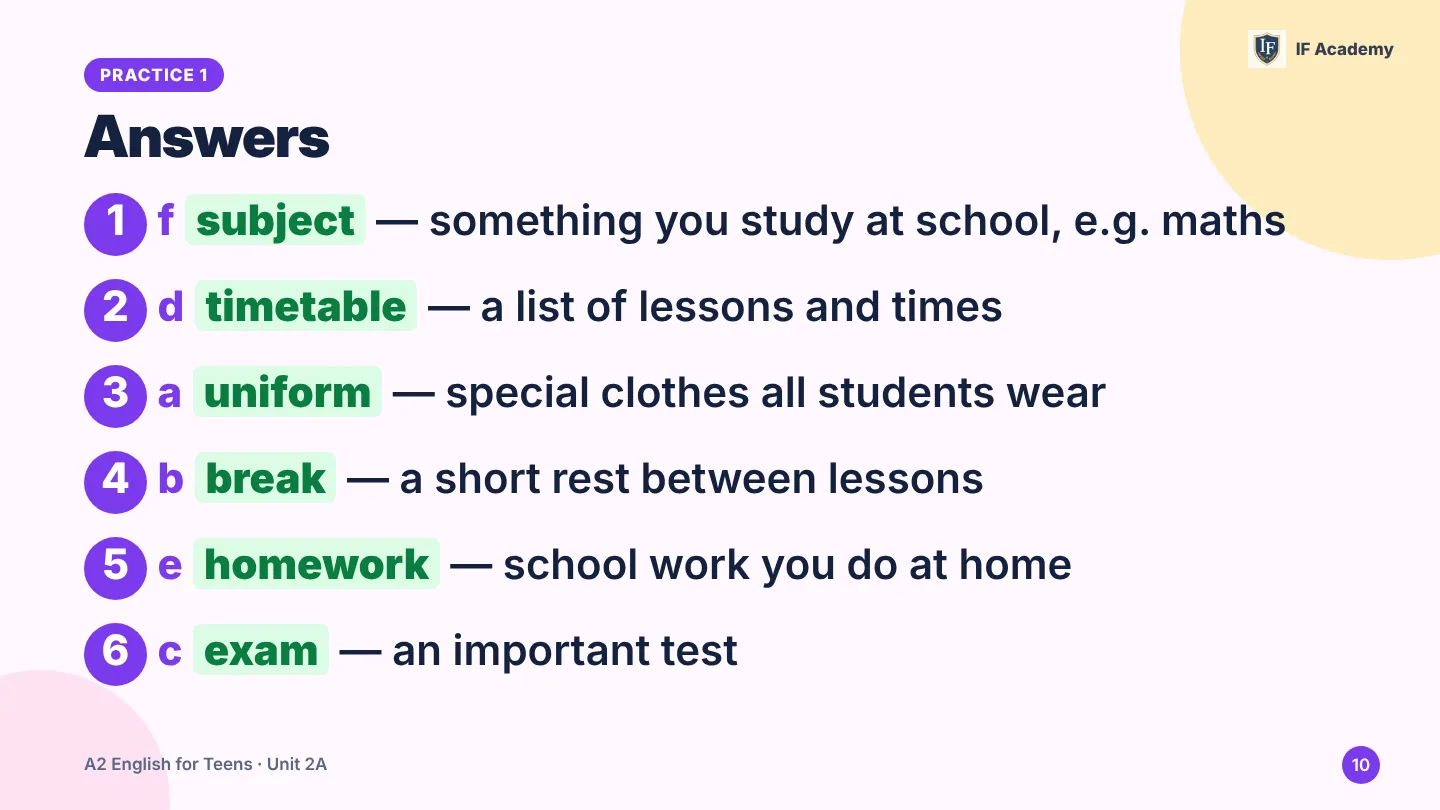 IF IF Academy
PRACTICE 1
Answers
1 f subject — something you study at school, e.g. maths
2 d timetable — a list of lessons and times
3 a uniform — special clothes all students wear
4 b break — a short rest between lessons
5 e homework — school work you do at home
6 c exam — an important test
A2 English for Teens · Unit 2A
10